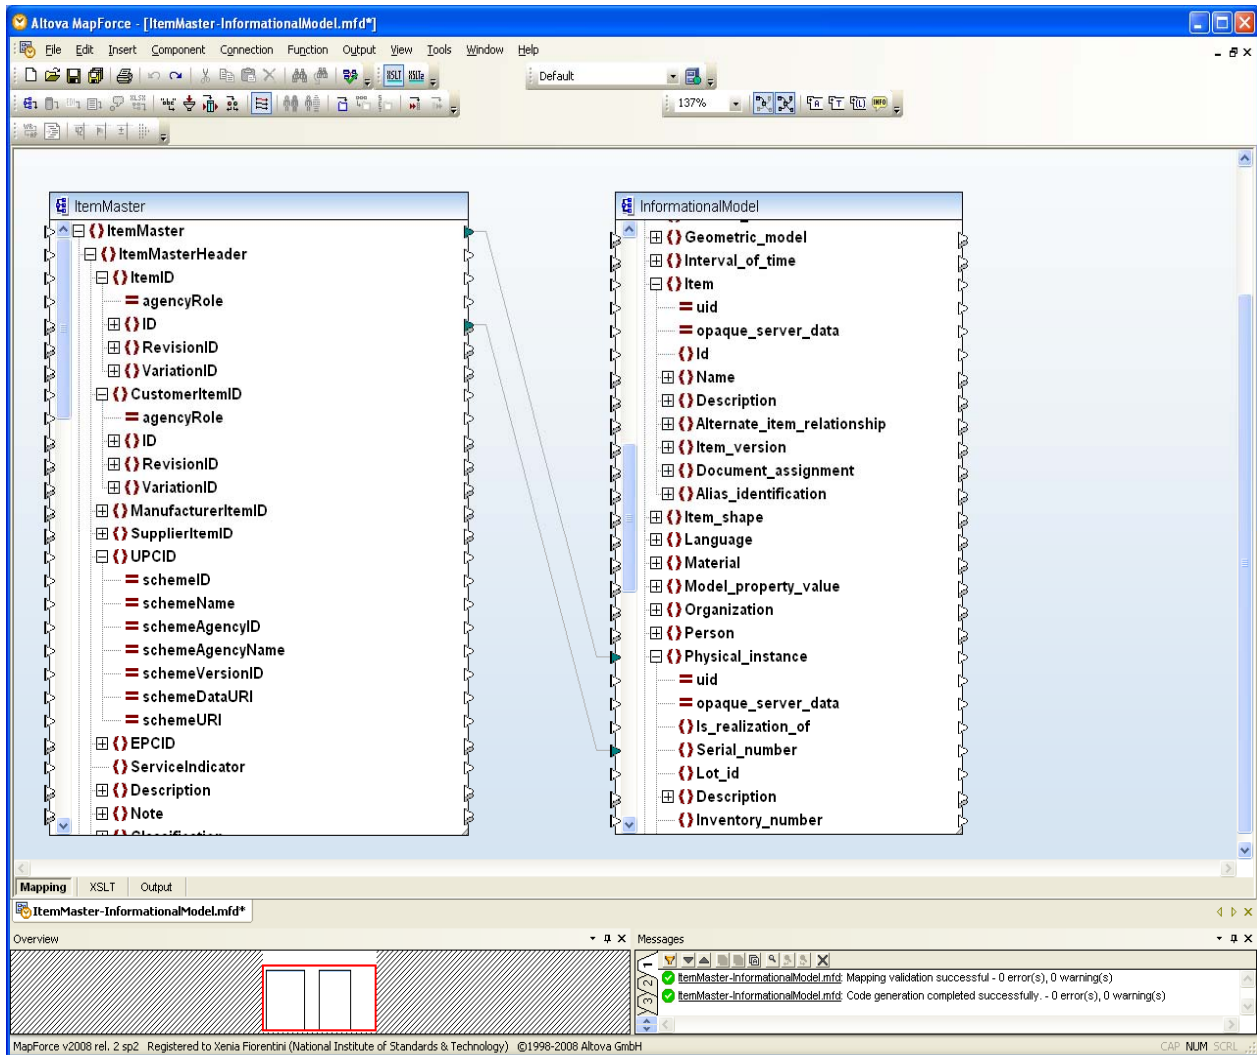 Altova MapForce - [ItemMaster-InformationalModel.mfd*]
File Edit Insert Component Connection Function Output View Tools Window Help
XSLT XSLT2 Default
137%
ItemMaster
ItemMaster
ItemMasterHeader
ItemID
agencyRole
ID
RevisionID
VariationID
CustomerItemID
agencyRole
ID
RevisionID
VariationID
ManufacturerItemID
SupplierItemID
UPCID
schemeID
schemeName
schemeAgencyID
schemeAgencyName
schemeVersionID
schemeDataURI
schemeURI
EPCID
ServiceIndicator
Description
Note
InformationalModel
Geometric_model
Interval_of_time
Item
uid
opaque_server_data
Id
Name
Description
Alternate_item_relationship
Item_version
Document_assignment
Alias_identification
Item_shape
Language
Material
Model_property_value
Organization
Person
Physical_instance
uid
opaque_server_data
Is_realization_of
Serial_number
Lot_id
Description
Inventory_number
Mapping XSLT Output
ItemMaster-InformationalModel.mfd*
Overview
Messages
1
2
3
ItemMaster-InformationalModel.mfd: Mapping validation successful - 0 error(s), 0 warning(s)
ItemMaster-InformationalModel.mfd: Code generation completed successfully. - 0 error(s), 0 warning(s)
MapForce v2008 rel. 2 sp2 Registered to Xenia Fiorentini (National Institute of Standards & Technology) ©1998-2008 Altova GmbH CAP NUM SCRL